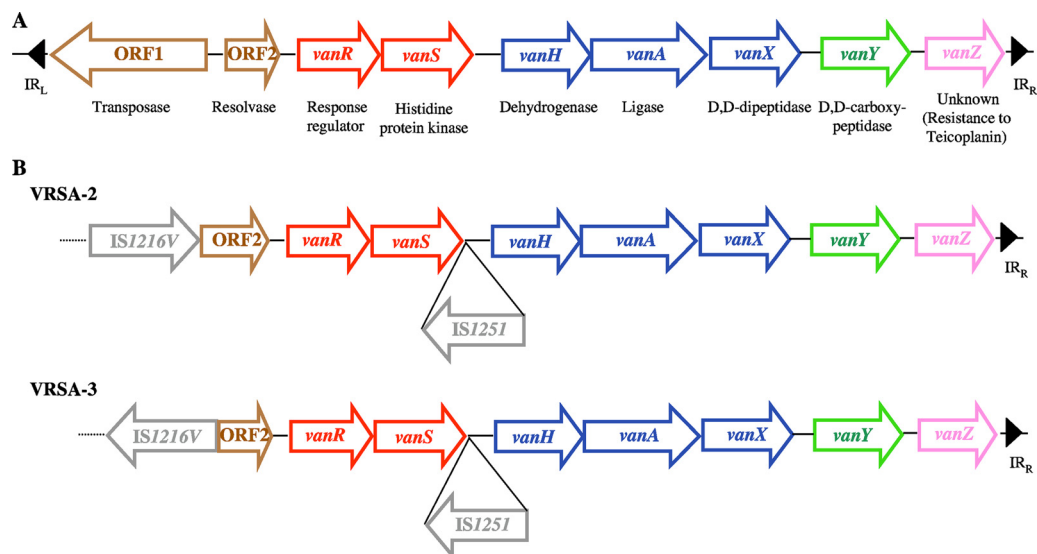 A
ORF1 ORF2 vanR vanS vanH vanA vanX vanY vanZ
IRL IRR
Transposase Resolvase Response regulator Histidine protein kinase Dehydrogenase Ligase D,D-dipeptidase D,D-carboxy-peptidase Unknown (Resistance to Teicoplanin)
B
VRSA-2
IS1216V ORF2 vanR vanS vanH vanA vanX vanY vanZ
IRR
IS1251
VRSA-3
IS1216V ORF2 vanR vanS vanH vanA vanX vanY vanZ
IRR
IS1251